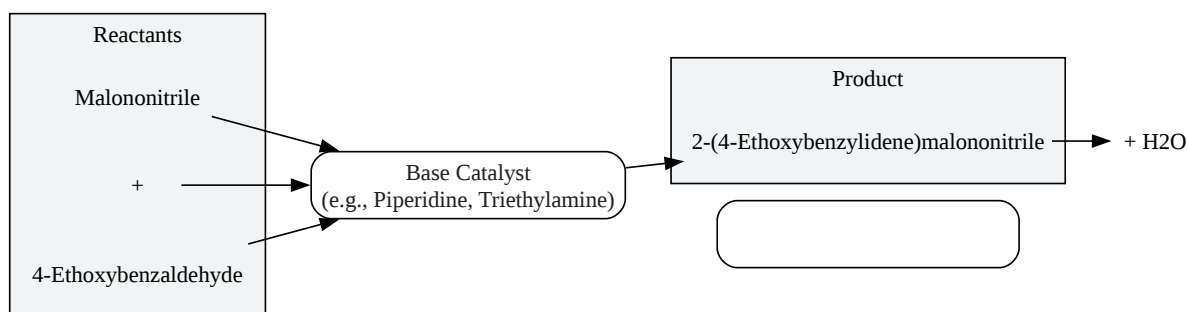 Reactants
Malononitrile
+
4-Ethoxybenzaldehyde
Base Catalyst
(e.g., Piperidine, Triethylamine)
Product
2-(4-Ethoxybenzylidene)malononitrile
+ H2O